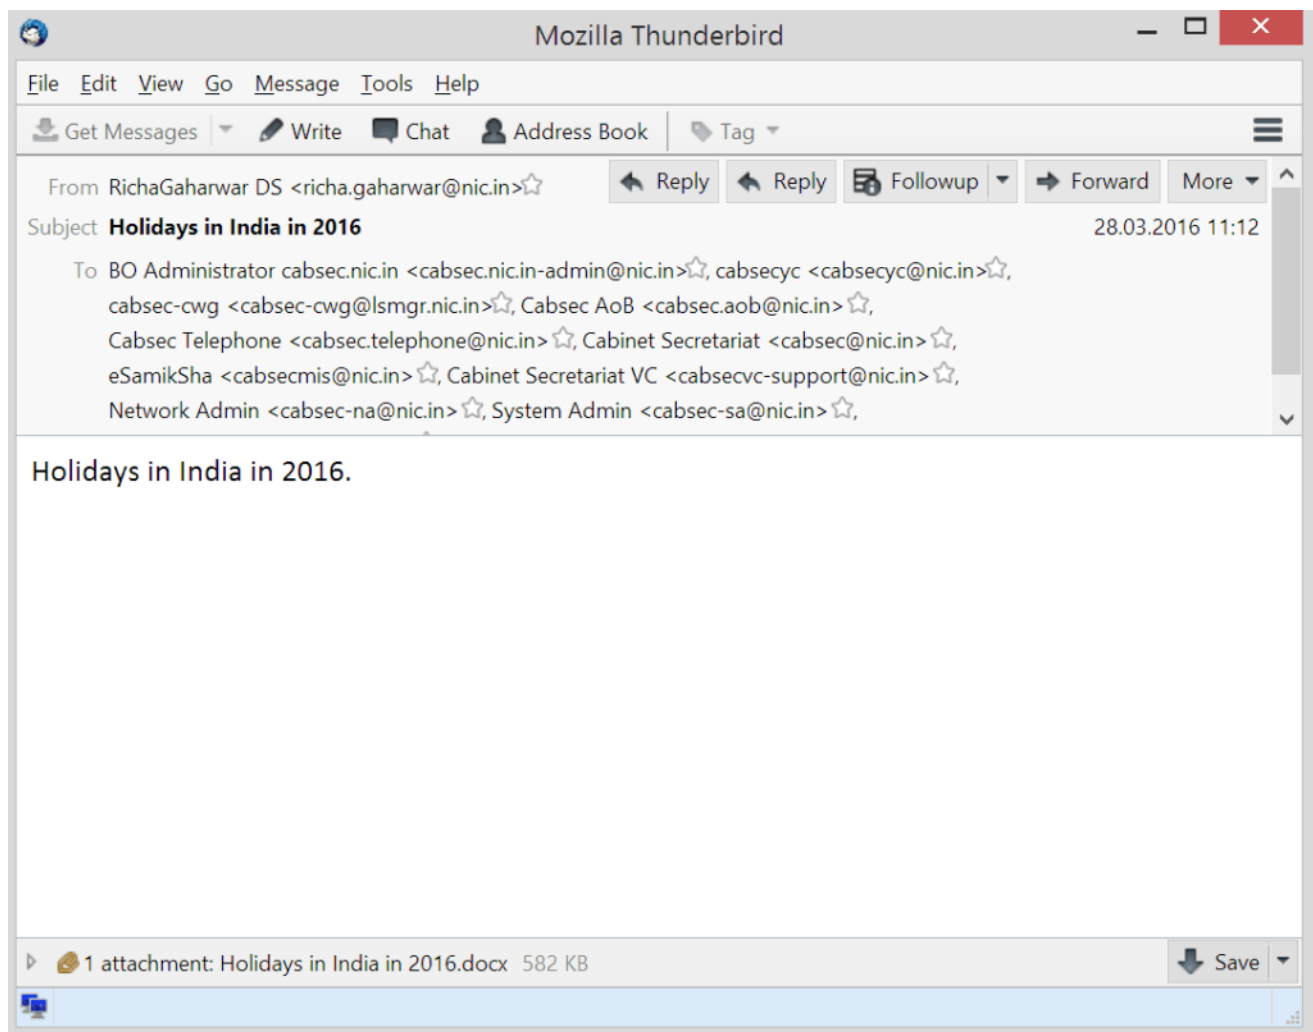 Mozilla Thunderbird
File Edit View Go Message Tools Help
Get Messages Write Chat Address Book Tag
From RichaGaharwar DS <richa.gaharwar@nic.in> Reply Reply Followup Forward More
Subject Holidays in India in 2016 28.03.2016 11:12
To BO Administrator cabsec.nic.in <cabsec.nic.in-admin@nic.in>, cabsecyc <cabsecyc@nic.in>,
cabsec-cwg <cabsec-cwg@lsmgr.nic.in>, Cabsec AoB <cabsec.aob@nic.in>,
Cabsec Telephone <cabsec.telephone@nic.in>, Cabinet Secretariat <cabsec@nic.in>,
eSamikSha <cabsecmis@nic.in>, Cabinet Secretariat VC <cabsecvc-support@nic.in>,
Network Admin <cabsec-na@nic.in>, System Admin <cabsec-sa@nic.in>,
Holidays in India in 2016.
1 attachment: Holidays in India in 2016.docx 582 KB Save